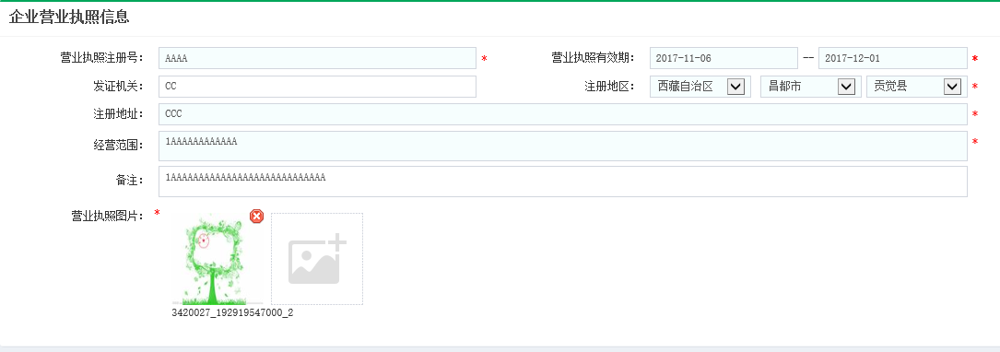 企业营业执照信息
营业执照注册号： AAAA * 营业执照有效期： 2017-11-06 -- 2017-12-01 *
发证机关： CC 注册地区： 西藏自治区 昌都市 贡觉县 *
注册地址： CCC *
经营范围： 1AAAAAAAAAAAA *
备注： 1AAAAAAAAAAAAAAAAAAAAAAAAAAAA
营业执照图片： *
3420027_192919547000_2